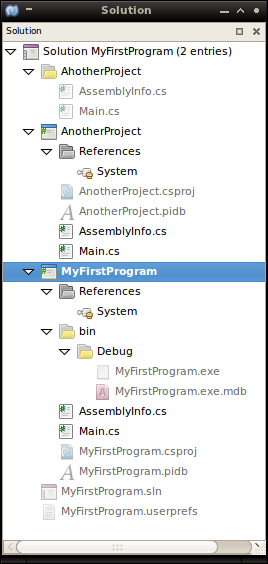 Solution
Solution
Solution MyFirstProgram (2 entries)
AhotherProject
AssemblyInfo.cs
Main.cs
AnotherProject
References
System
AnotherProject.csproj
AnotherProject.pidb
AssemblyInfo.cs
Main.cs
MyFirstProgram
References
System
bin
Debug
MyFirstProgram.exe
MyFirstProgram.exe.mdb
AssemblyInfo.cs
Main.cs
MyFirstProgram.csproj
MyFirstProgram.pidb
MyFirstProgram.sln
MyFirstProgram.userprefs